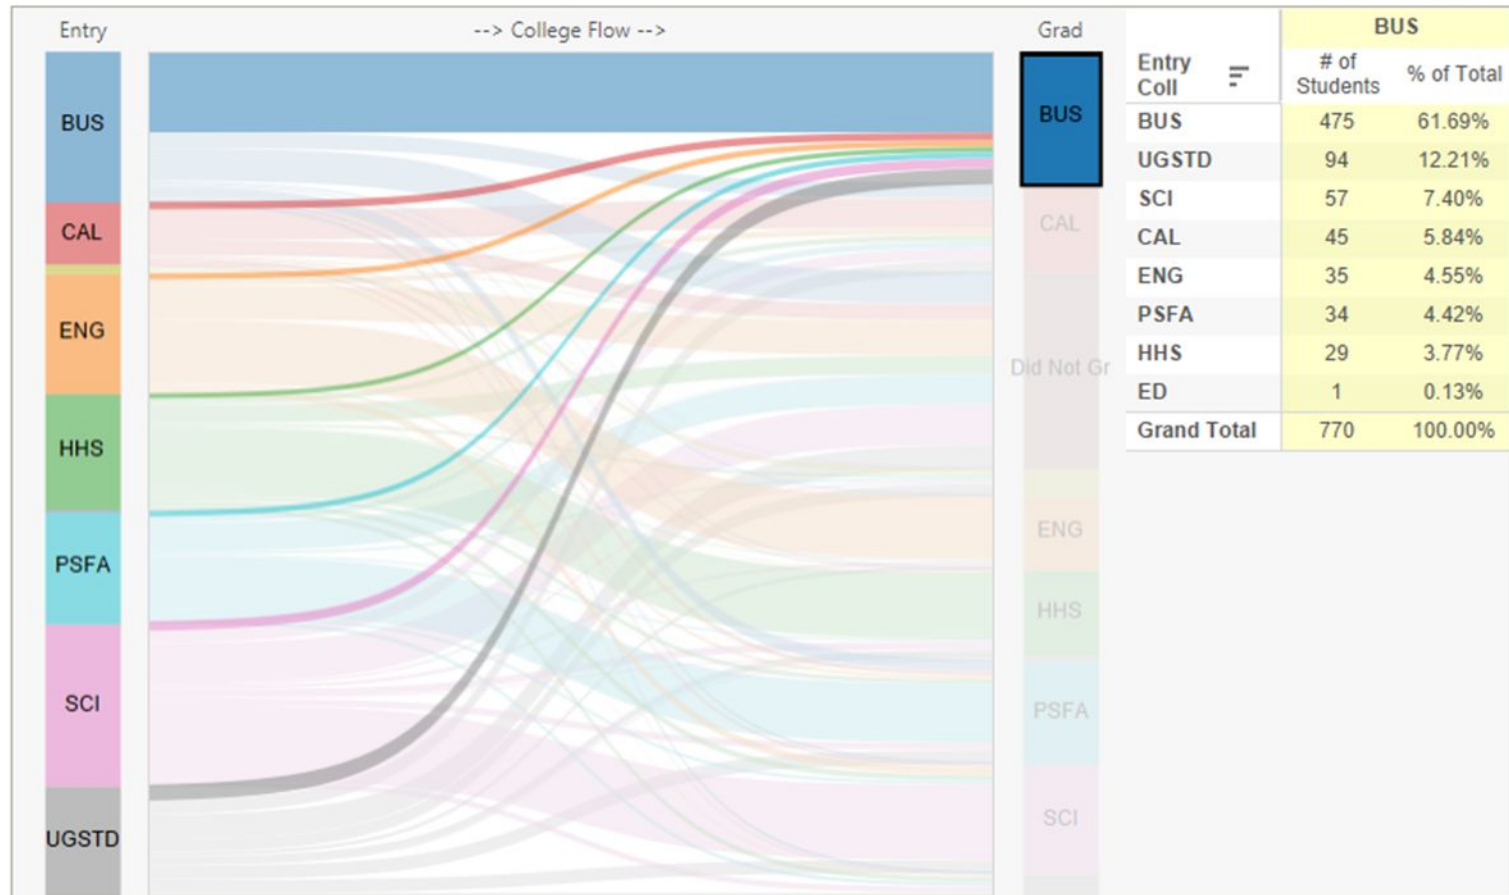 Entry --> College Flow --> Grad
BUS
CAL
ENG
HHS
PSFA
SCI
UGSTD
BUS
CAL
Did Not Gr
ENG
HHS
PSFA
SCI
BUS
Entry Coll # of Students % of Total
BUS 475 61.69%
UGSTD 94 12.21%
SCI 57 7.40%
CAL 45 5.84%
ENG 35 4.55%
PSFA 34 4.42%
HHS 29 3.77%
ED 1 0.13%
Grand Total 770 100.00%